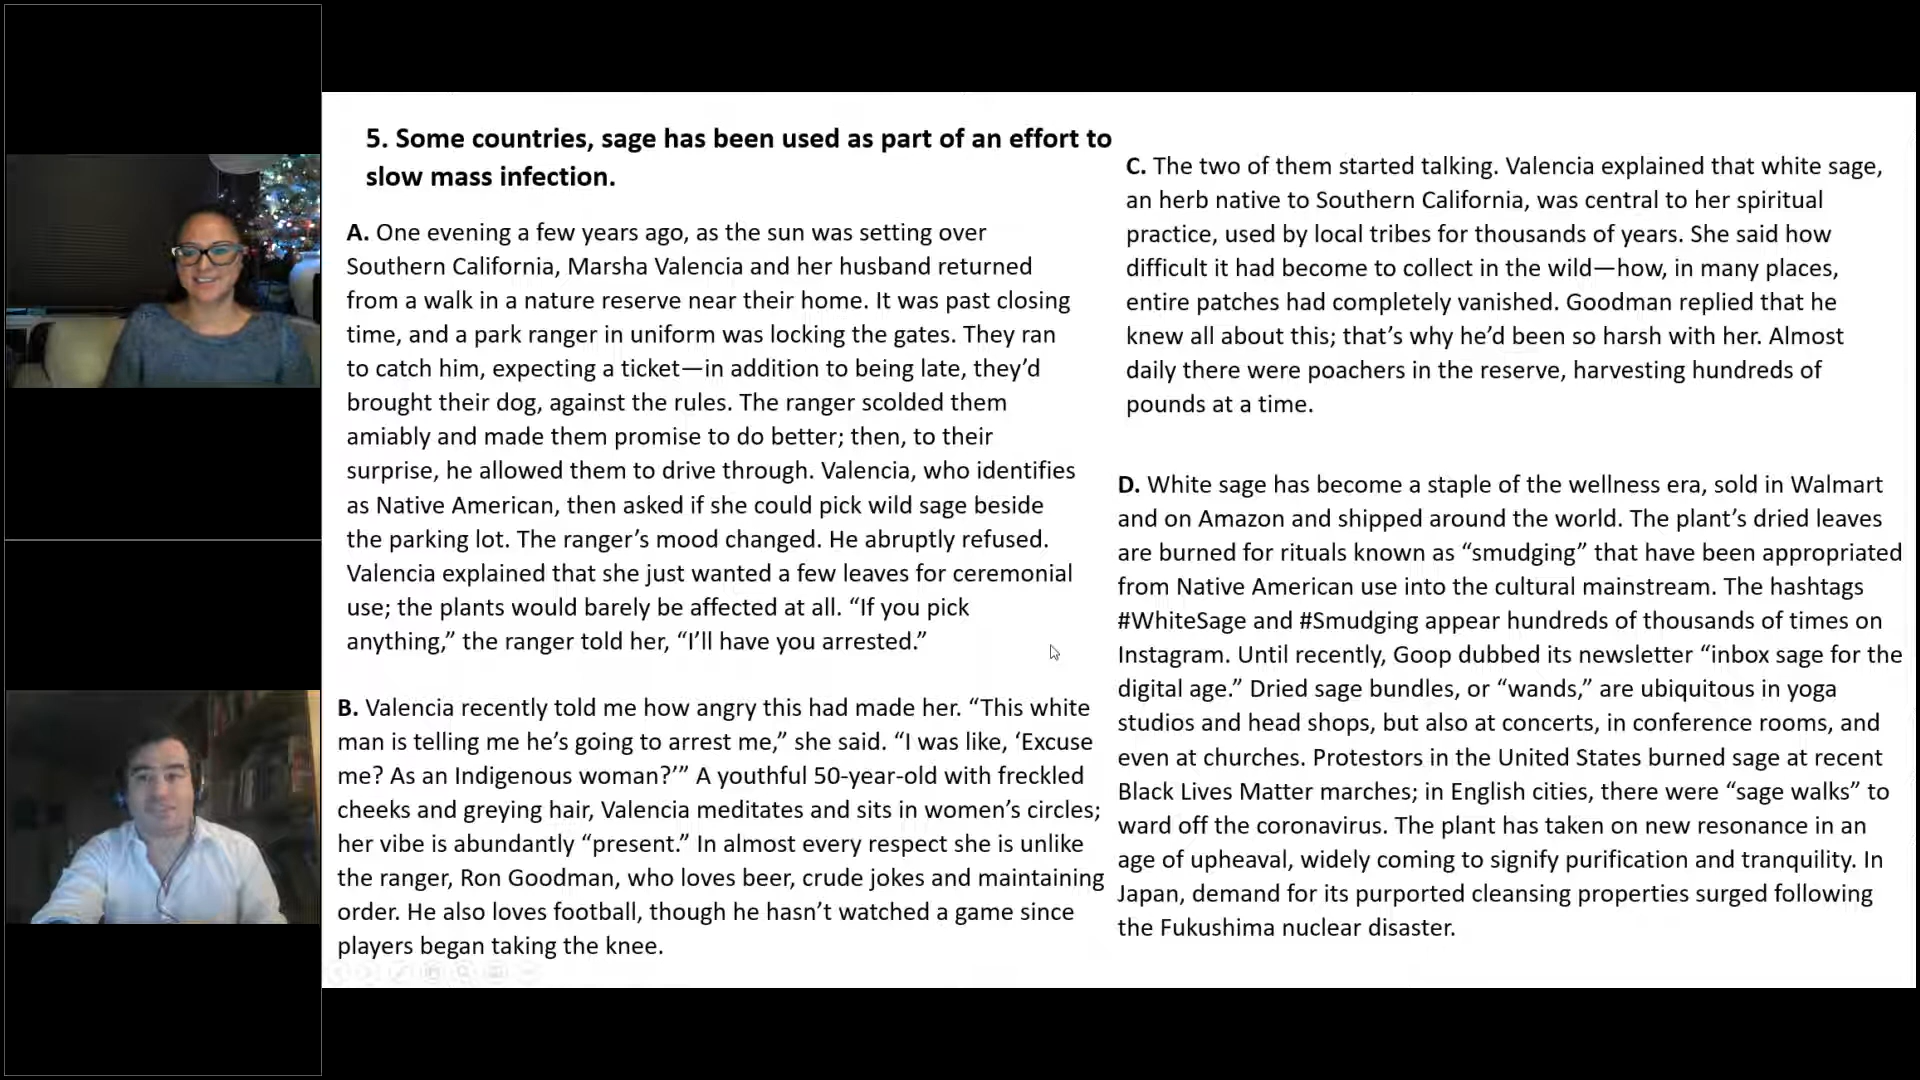 5. Some countries, sage has been used as part of an effort to
slow mass infection.
A. One evening a few years ago, as the sun was setting over
Southern California, Marsha Valencia and her husband returned
from a walk in a nature reserve near their home. It was past closing
time, and a park ranger in uniform was locking the gates. They ran
to catch him, expecting a ticket—in addition to being late, they’d
brought their dog, against the rules. The ranger scolded them
amiably and made them promise to do better; then, to their
surprise, he allowed them to drive through. Valencia, who identifies
as Native American, then asked if she could pick wild sage beside
the parking lot. The ranger’s mood changed. He abruptly refused.
Valencia explained that she just wanted a few leaves for ceremonial
use; the plants would barely be affected at all. “If you pick
anything,” the ranger told her, “I’ll have you arrested.”
B. Valencia recently told me how angry this had made her. “This white
man is telling me he’s going to arrest me,” she said. “I was like, ‘Excuse
me? As an Indigenous woman?’” A youthful 50-year-old with freckled
cheeks and greying hair, Valencia meditates and sits in women’s circles;
her vibe is abundantly “present.” In almost every respect she is unlike
the ranger, Ron Goodman, who loves beer, crude jokes and maintaining
order. He also loves football, though he hasn’t watched a game since
players began taking the knee.
C. The two of them started talking. Valencia explained that white sage,
an herb native to Southern California, was central to her spiritual
practice, used by local tribes for thousands of years. She said how
difficult it had become to collect in the wild—how, in many places,
entire patches had completely vanished. Goodman replied that he
knew all about this; that’s why he’d been so harsh with her. Almost
daily there were poachers in the reserve, harvesting hundreds of
pounds at a time.
D. White sage has become a staple of the wellness era, sold in Walmart
and on Amazon and shipped around the world. The plant’s dried leaves
are burned for rituals known as “smudging” that have been appropriated
from Native American use into the cultural mainstream. The hashtags
#WhiteSage and #Smudging appear hundreds of thousands of times on
Instagram. Until recently, Goop dubbed its newsletter “inbox sage for the
digital age.” Dried sage bundles, or “wands,” are ubiquitous in yoga
studios and head shops, but also at concerts, in conference rooms, and
even at churches. Protestors in the United States burned sage at recent
Black Lives Matter marches; in English cities, there were “sage walks” to
ward off the coronavirus. The plant has taken on new resonance in an
age of upheaval, widely coming to signify purification and tranquility. In
Japan, demand for its purported cleansing properties surged following
the Fukushima nuclear disaster.